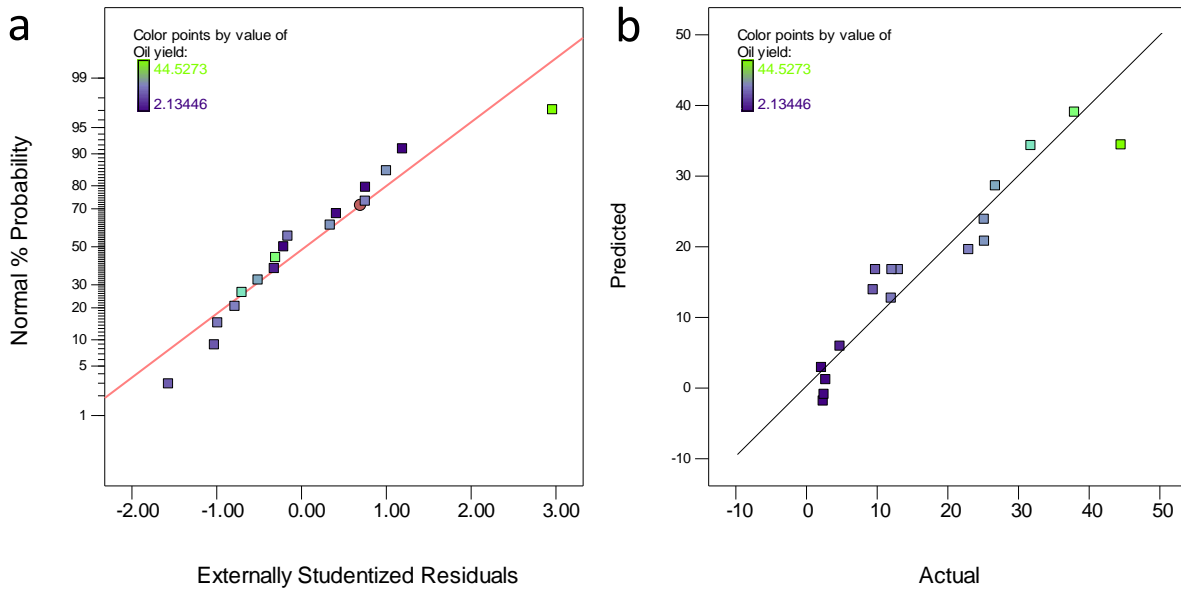 a
Color points by value of
Oil yield:
44.5273
2.13446
Normal % Probability
99
95
90
80
70
50
30
20
10
5
1
-2.00 -1.00 0.00 1.00 2.00 3.00
Externally Studentized Residuals
b
Color points by value of
Oil yield:
44.5273
2.13446
Predicted
50
40
30
20
10
0
-10
-10 0 10 20 30 40 50
Actual